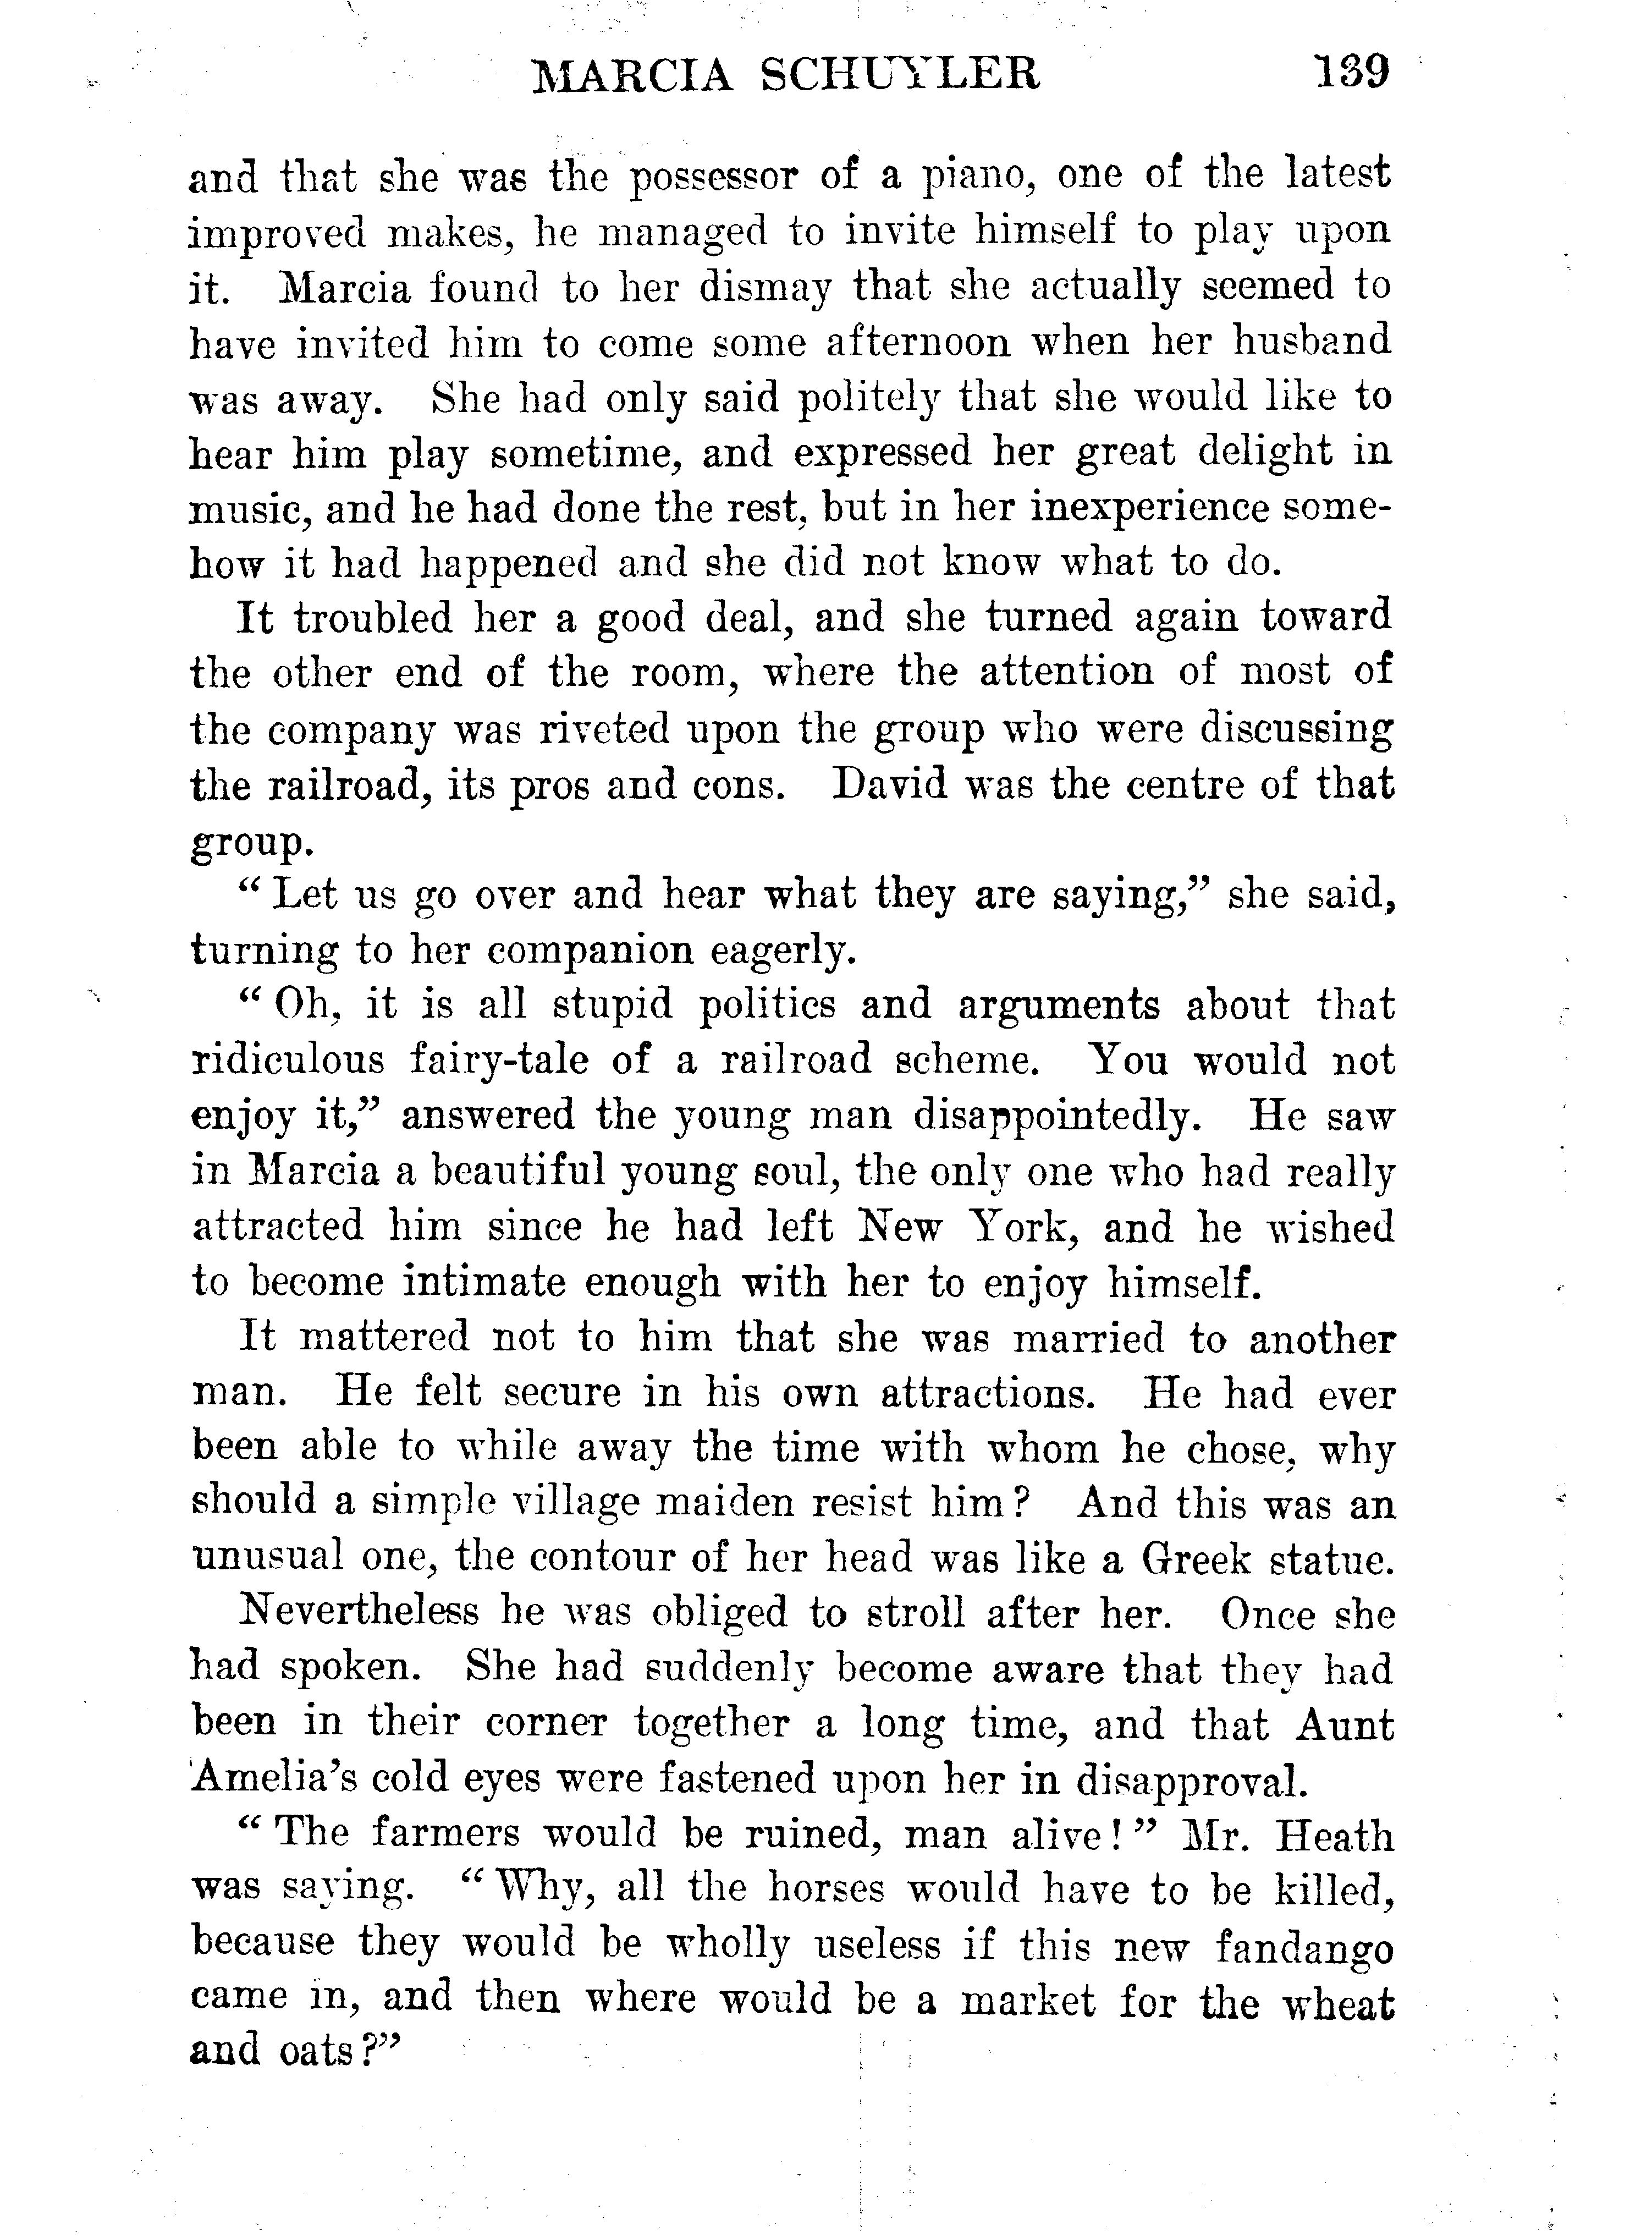 MARCIA SCHUYLER 139
and that she was the possessor of a piano, one of the latest
improved makes, he managed to invite himself to play upon
it. Marcia found to her dismay that she actually seemed to
have invited him to come some afternoon when her husband
was away. She had only said politely that she would like to
hear him play sometime, and expressed her great delight in
music, and he had done the rest, but in her inexperience some-
how it had happened and she did not know what to do.
It troubled her a good deal, and she turned again toward
the other end of the room, where the attention of most of
the company was riveted upon the group who were discussing
the railroad, its pros and cons. David was the centre of that
group.
“Let us go over and hear what they are saying,” she said,
turning to her companion eagerly.
“Oh, it is all stupid politics and arguments about that
ridiculous fairy-tale of a railroad scheme. You would not
enjoy it,” answered the young man disappointedly. He saw
in Marcia a beautiful young soul, the only one who had really
attracted him since he had left New York, and he wished
to become intimate enough with her to enjoy himself.
It mattered not to him that she was married to another
man. He felt secure in his own attractions. He had ever
been able to while away the time with whom he chose, why
should a simple village maiden resist him? And this was an
unusual one, the contour of her head was like a Greek statue.
Nevertheless he was obliged to stroll after her. Once she
had spoken. She had suddenly become aware that they had
been in their corner together a long time, and that Aunt
Amelia’s cold eyes were fastened upon her in disapproval.
“The farmers would be ruined, man alive!” Mr. Heath
was saying. “Why, all the horses would have to be killed,
because they would be wholly useless if this new fandango
came in, and then where would be a market for the wheat
and oats?”